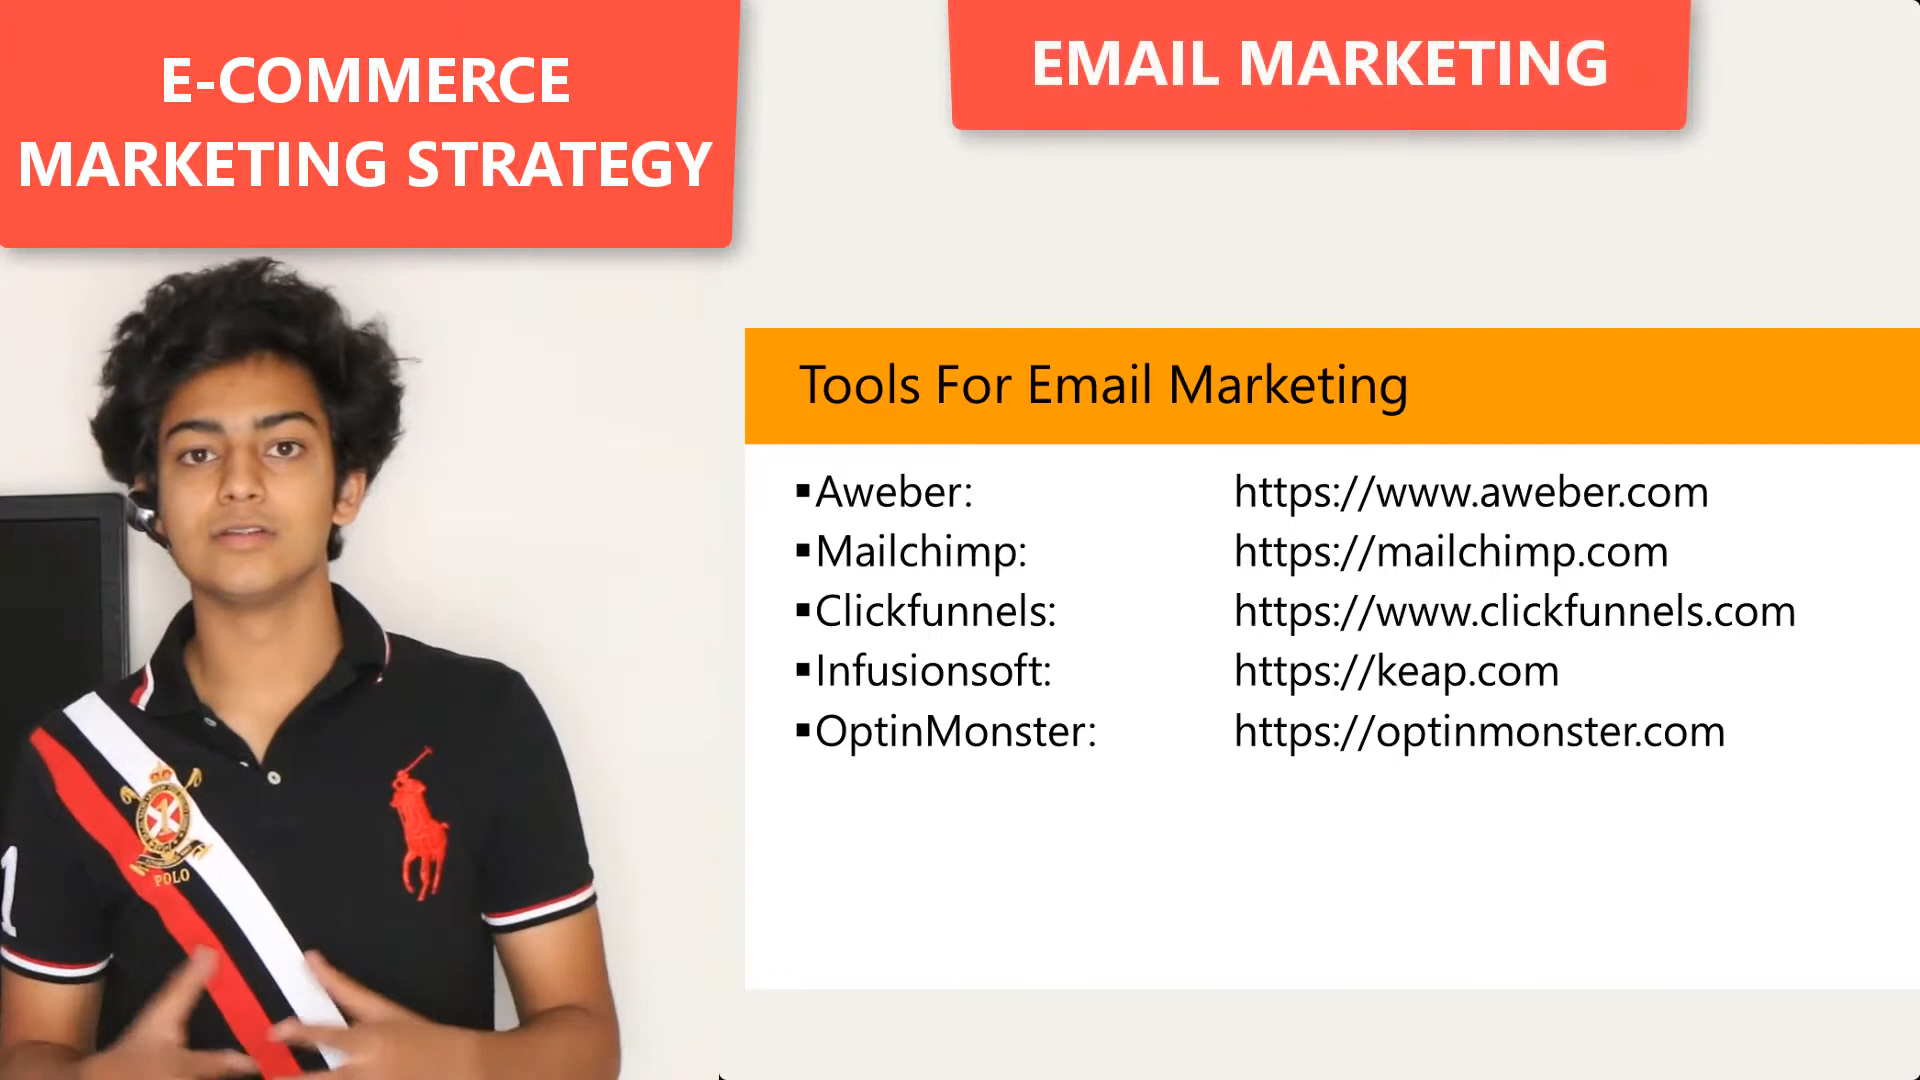 E-COMMERCE
MARKETING STRATEGY
EMAIL MARKETING
Tools For Email Marketing
▪Aweber: https://www.aweber.com
▪Mailchimp: https://mailchimp.com
▪Clickfunnels: https://www.clickfunnels.com
▪Infusionsoft: https://keap.com
▪OptinMonster: https://optinmonster.com
1
POLO